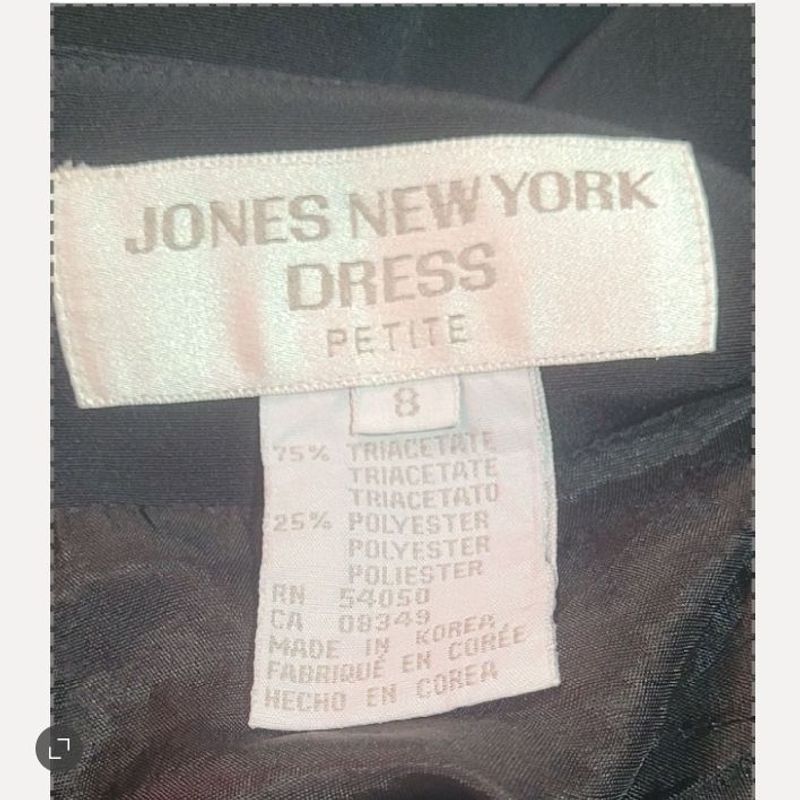 JONES NEW YORK
DRESS
PETITE
8
75% TRIACETATE
TRIACETATE
TRIACETATO
25% POLYESTER
POLYESTER
POLIESTER
RN 54050
CA 08349
MADE IN KOREA
FABRIQUÉ EN CORÉE
HECHO EN COREA